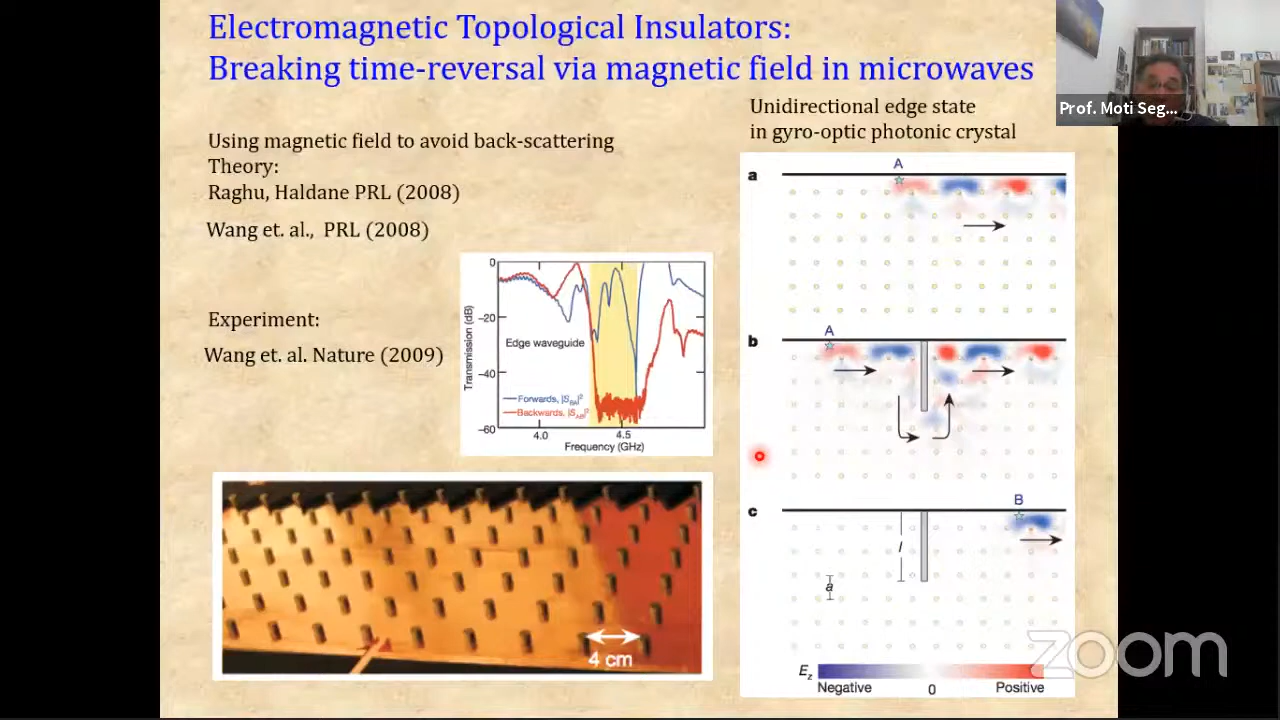 Electromagnetic Topological Insulators:
Breaking time-reversal via magnetic field in microwaves
Prof. Moti Seg...
Unidirectional edge state
in gyro-optic photonic crystal
Using magnetic field to avoid back-scattering
Theory:
Raghu, Haldane PRL (2008)
Wang et. al., PRL (2008)
Experiment:
Wang et. al. Nature (2009)
0
−20
−40
−60
Transmission (dB)
Edge waveguide
Forwards, |S_BA|²
Backwards, |S_AB|²
4.0
4.5
Frequency (GHz)
4 cm
a
A
b
A
c
B
l
a
E_z
Negative
0
Positive
zoom